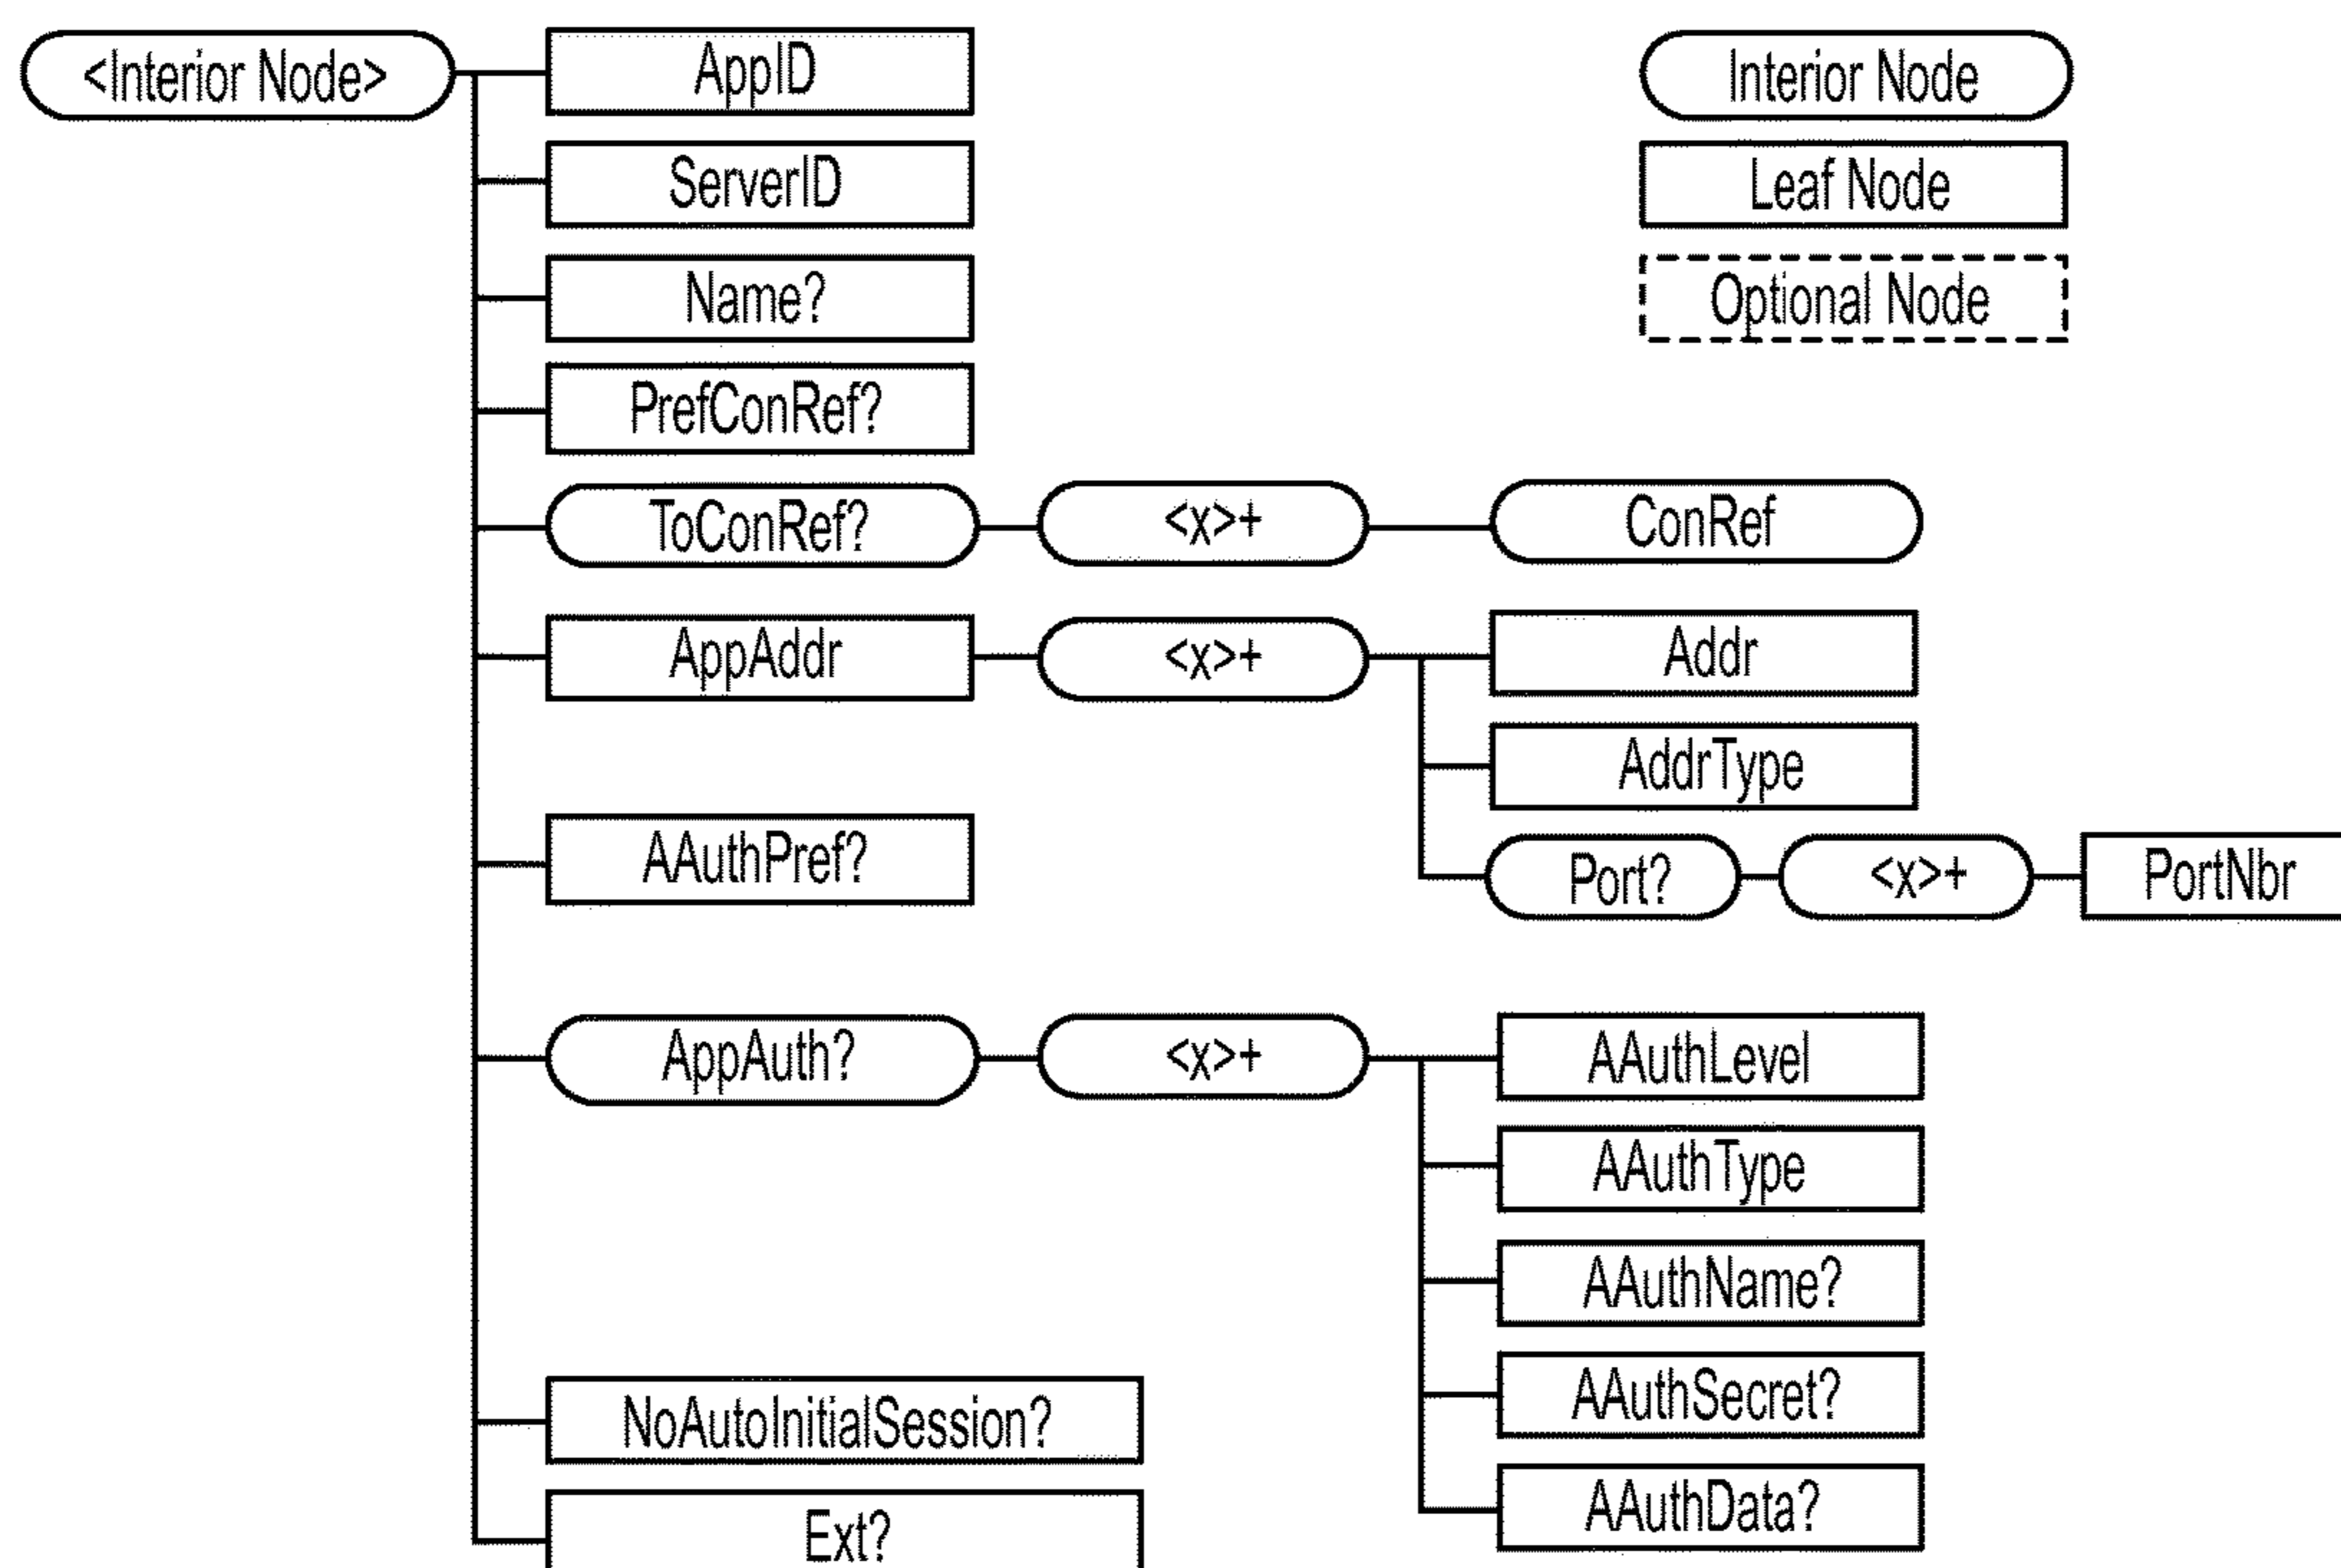 <Interior Node>
AppID
ServerID
Name?
PrefConRef?
ToConRef?
<x>+
ConRef
AppAddr
<x>+
Addr
AddrType
Port?
<x>+
PortNbr
AAuthPref?
AppAuth?
<x>+
AAuthLevel
AAuthType
AAuthName?
AAuthSecret?
AAuthData?
NoAutoInitialSession?
Ext?
Interior Node
Leaf Node
Optional Node